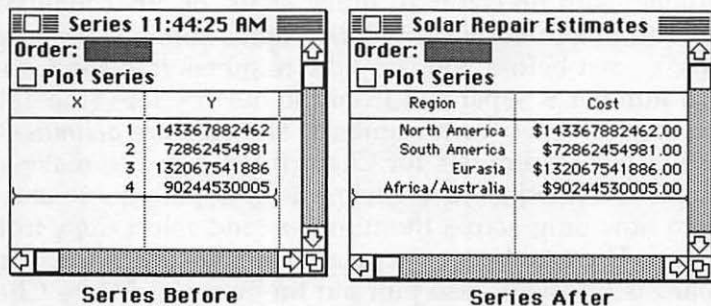 Series 11:44:25 AM
Order:
Plot Series
X Y
1 143367882462
2 72862454981
3 132067541886
4 90244530005
Series Before
Solar Repair Estimates
Order:
Plot Series
Region Cost
North America $143367882462.00
South America $72862454981.00
Eurasia $132067541886.00
Africa/Australia $90244530005.00
Series After